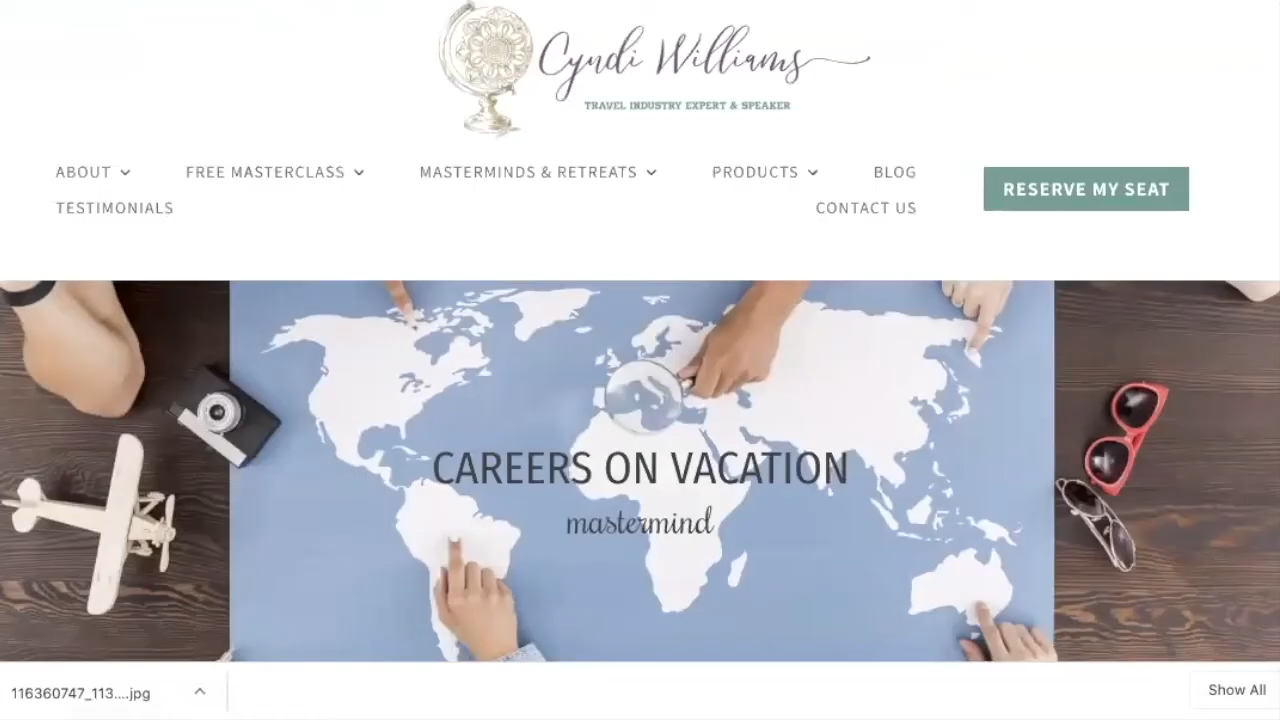 Cyndi Williams
TRAVEL INDUSTRY EXPERT & SPEAKER
ABOUT FREE MASTERCLASS MASTERMINDS & RETREATS PRODUCTS BLOG
TESTIMONIALS CONTACT US
RESERVE MY SEAT
CAREERS ON VACATION
mastermind
116360747_113....jpg
Show All